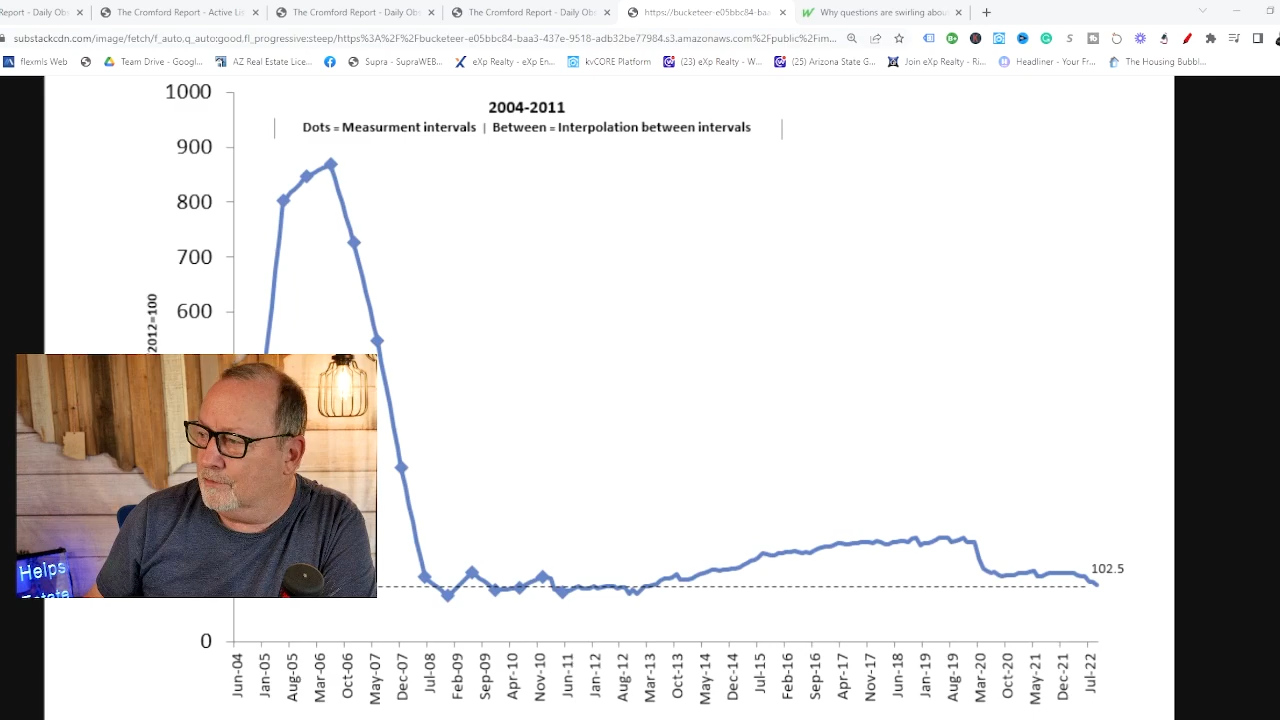 Report - Daily Ob
The Cromford Report - Active Li
The Cromford Report - Daily Obs
The Cromford Report - Daily Obs
https://bucketeer-e05bbc84-baa
Why questions are swirling abou
substackcdn.com/image/fetch/f_auto,q_auto:good,fl_progressive:steep/https%3A%2F%2Fbucketeer-e05bbc84-baa3-437e-9518-adb32be77984.s3.amazonaws.com%2Fpublic%2Fim...
flexmls Web
Team Drive - Googl...
AZ Real Estate Lice...
Supra - SupraWEB...
eXp Realty - eXp En...
kvCORE Platform
(23) eXp Realty - W...
(25) Arizona State G...
Join eXp Realty - Ri...
Headliner - Your Fr...
The Housing Bubbl...
2004-2011
Dots = Measurment intervals | Between = Interpolation between intervals
1000
900
800
700
600
0
2012=100
102.5
Helps
Jun-04
Jan-05
Aug-05
Mar-06
Oct-06
May-07
Dec-07
Jul-08
Feb-09
Sep-09
Apr-10
Nov-10
Jun-11
Jan-12
Aug-12
Mar-13
Oct-13
May-14
Dec-14
Jul-15
Feb-16
Sep-16
Apr-17
Nov-17
Jun-18
Jan-19
Aug-19
Mar-20
Oct-20
May-21
Dec-21
Jul-22